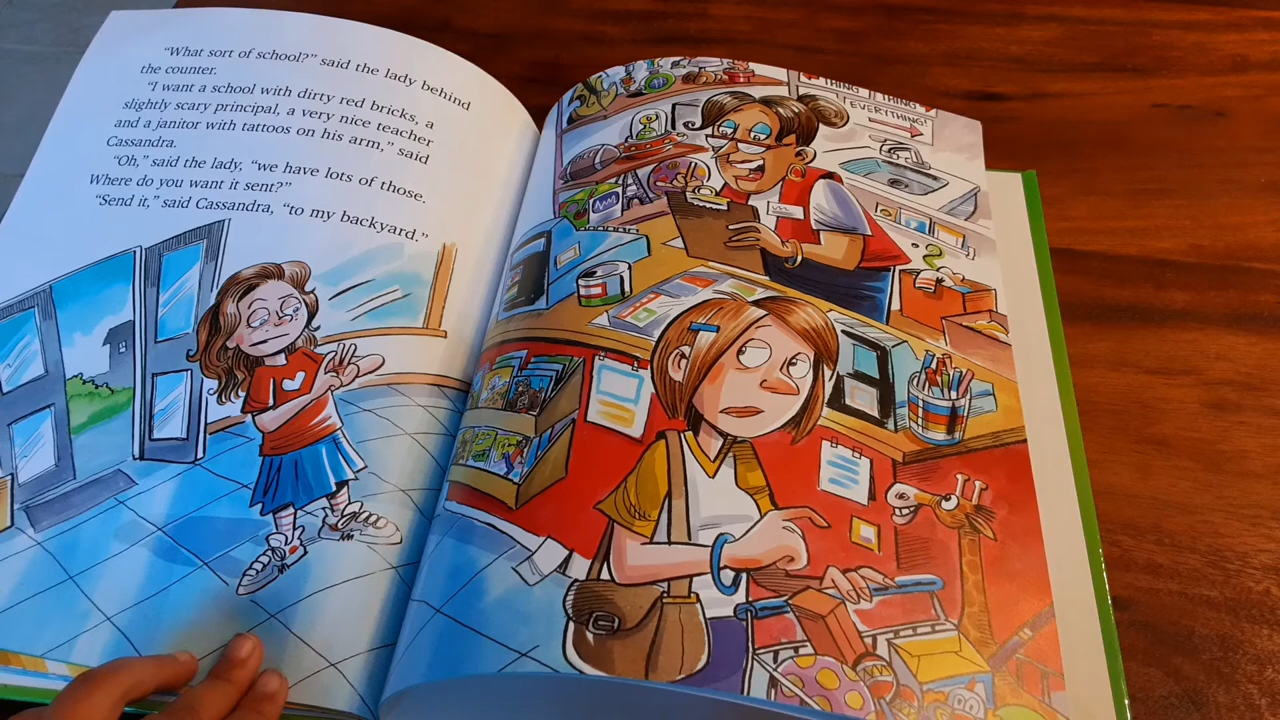 “What sort of school?” said the lady behind
the counter.
“I want a school with dirty red bricks, a
slightly scary principal, a very nice teacher
and a janitor with tattoos on his arm,” said
Cassandra.
“Oh,” said the lady, “we have lots of those.
Where do you want it sent?”
“Send it,” said Cassandra, “to my backyard.”
THING
THING
EVERYTHING!